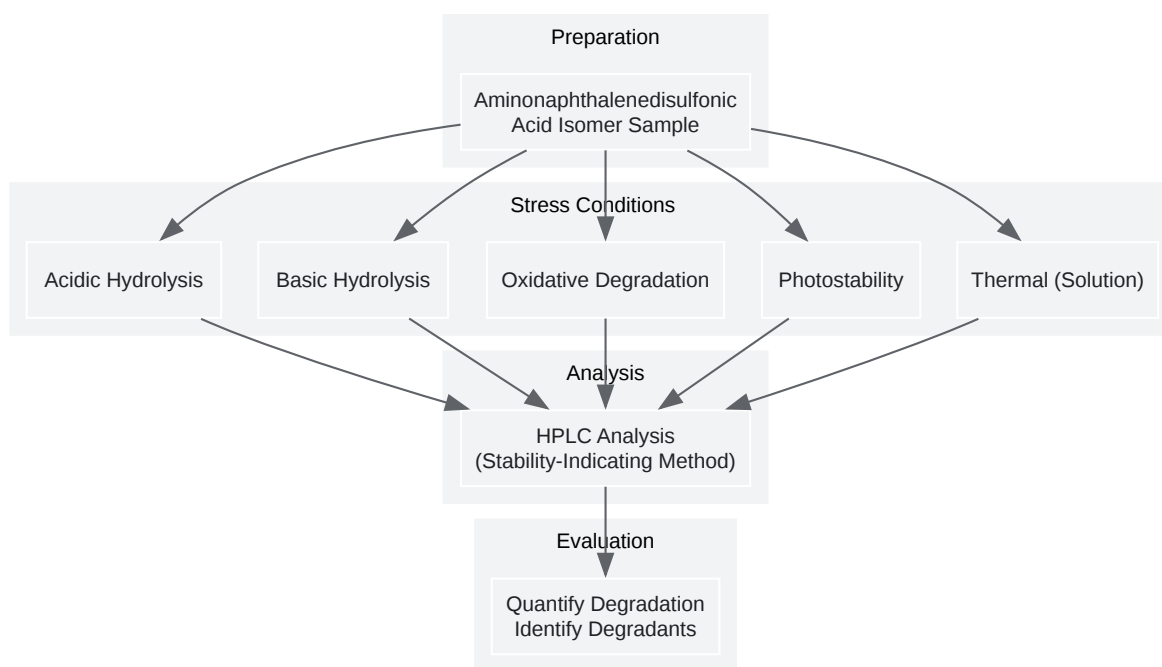 Preparation
Aminonaphthalenedisulfonic
Acid Isomer Sample
Stress Conditions
Acidic Hydrolysis
Basic Hydrolysis
Oxidative Degradation
Photostability
Thermal (Solution)
Analysis
HPLC Analysis
(Stability-Indicating Method)
Evaluation
Quantify Degradation
Identify Degradants